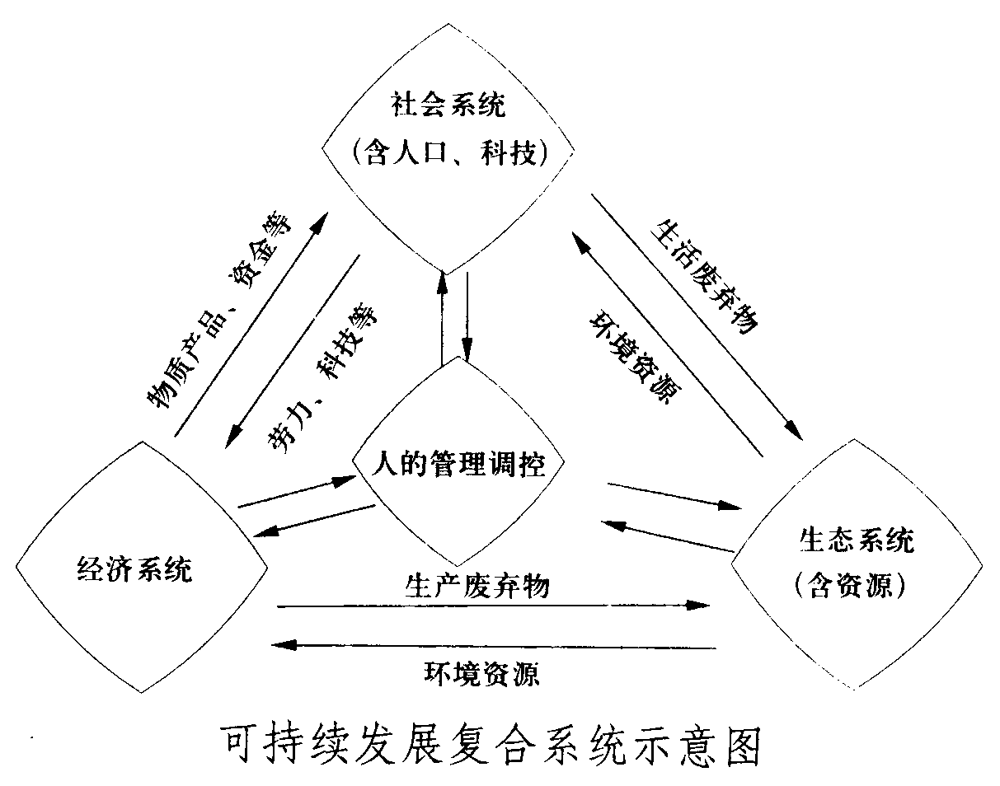 社会系统
(含人口、科技)
物质产品、资金等
劳力、科技等
生活废弃物
环境资源
人的管理调控
经济系统
生态系统
(含资源)
生产废弃物
环境资源
可持续发展复合系统示意图